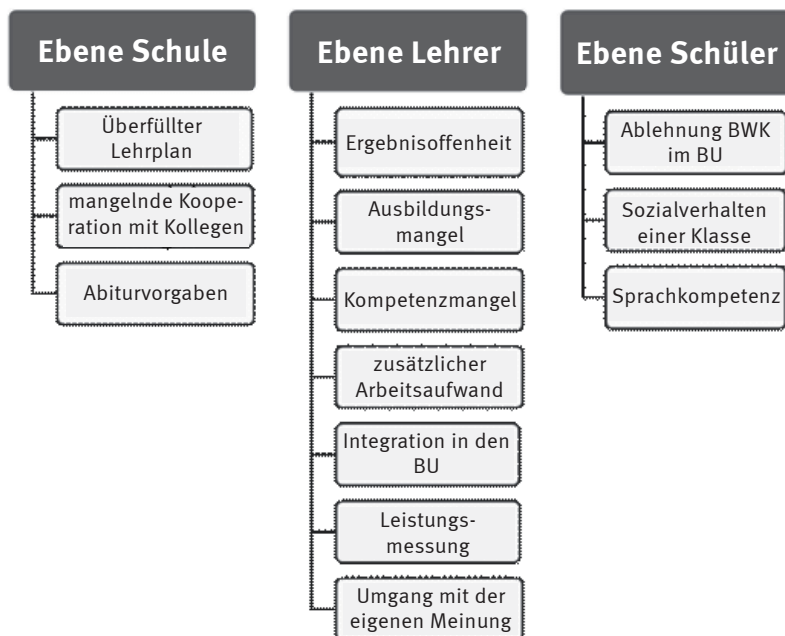 Ebene Schule
Überfüllter
Lehrplan
mangelnde Koope-
ration mit Kollegen
Abiturvorgaben
Ebene Lehrer
Ergebnisoffenheit
Ausbildungs-
mangel
Kompetenzmangel
zusätzlicher
Arbeitsaufwand
Integration in den
BU
Leistungs-
messung
Umgang mit der
eigenen Meinung
Ebene Schüler
Ablehnung BWK
im BU
Sozialverhalten
einer Klasse
Sprachkompetenz